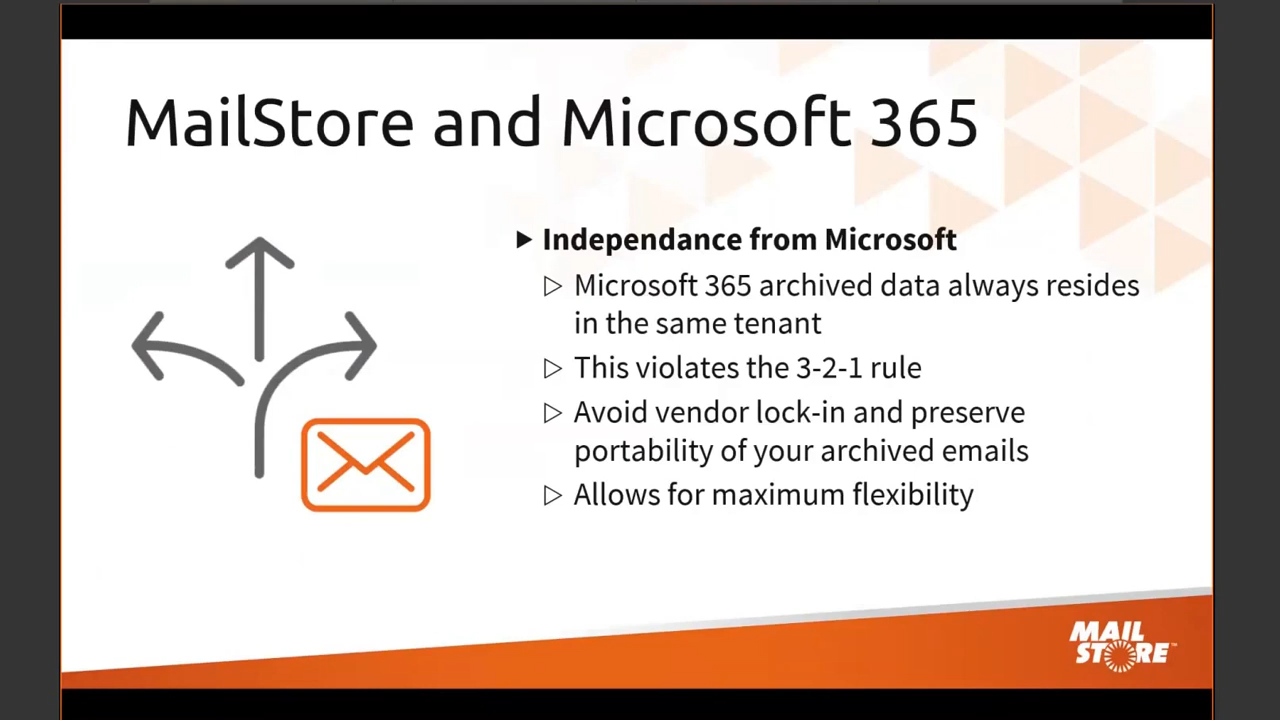 MailStore and Microsoft 365
▶ Independance from Microsoft
▷ Microsoft 365 archived data always resides
in the same tenant
▷ This violates the 3-2-1 rule
▷ Avoid vendor lock-in and preserve
portability of your archived emails
▷ Allows for maximum flexibility
MAIL
STORE™